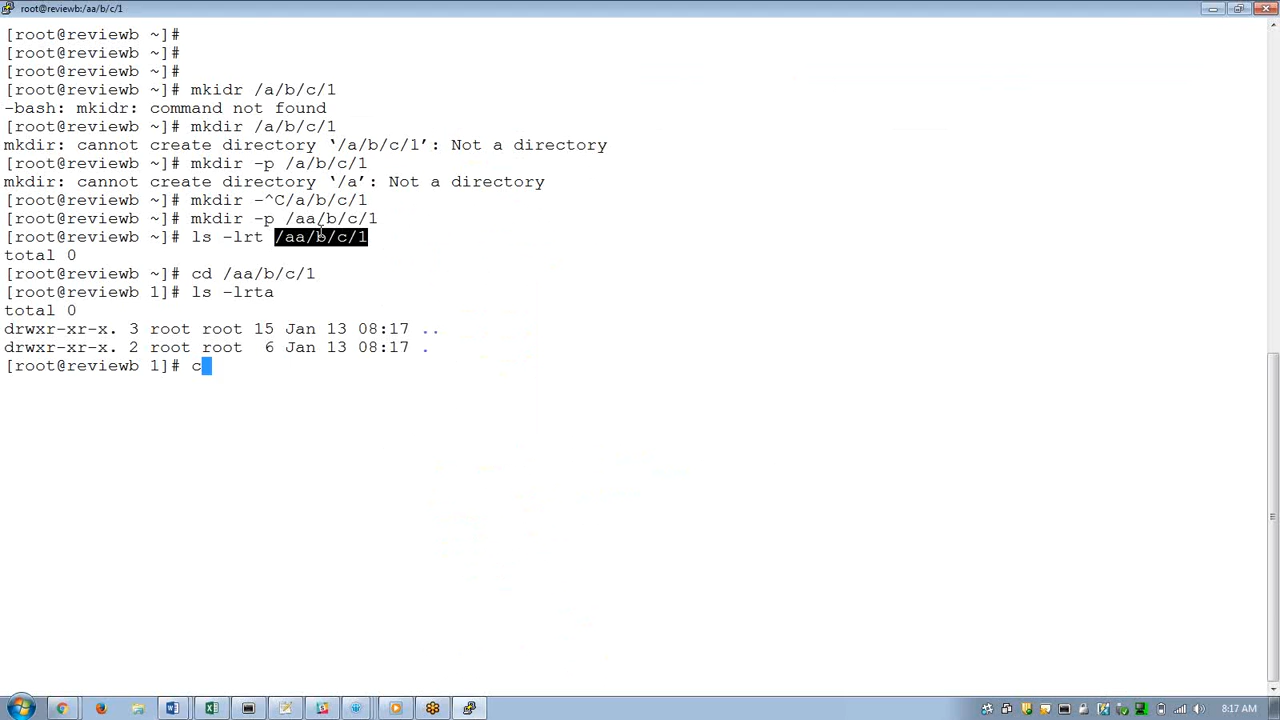 root@reviewb:/aa/b/c/1
[root@reviewb ~]#
[root@reviewb ~]#
[root@reviewb ~]#
[root@reviewb ~]# mkidr /a/b/c/1
-bash: mkidr: command not found
[root@reviewb ~]# mkdir /a/b/c/1
mkdir: cannot create directory ‘/a/b/c/1’: Not a directory
[root@reviewb ~]# mkdir -p /a/b/c/1
mkdir: cannot create directory ‘/a’: Not a directory
[root@reviewb ~]# mkdir -^C/a/b/c/1
[root@reviewb ~]# mkdir -p /aa/b/c/1
[root@reviewb ~]# ls -lrt /aa/b/c/1
total 0
[root@reviewb ~]# cd /aa/b/c/1
[root@reviewb 1]# ls -lrta
total 0
drwxr-xr-x. 3 root root 15 Jan 13 08:17 ..
drwxr-xr-x. 2 root root  6 Jan 13 08:17 .
[root@reviewb 1]# c
8:17 AM